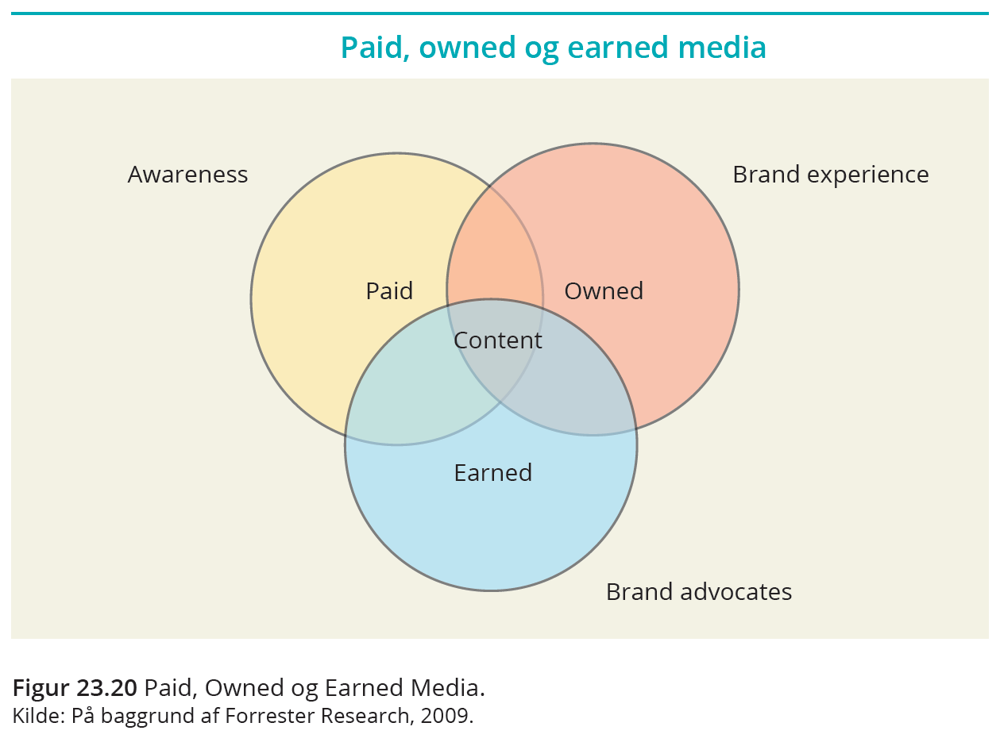 Paid, owned og earned media
Awareness
Brand experience
Paid
Owned
Content
Earned
Brand advocates
Figur 23.20 Paid, Owned og Earned Media.
Kilde: På baggrund af Forrester Research, 2009.